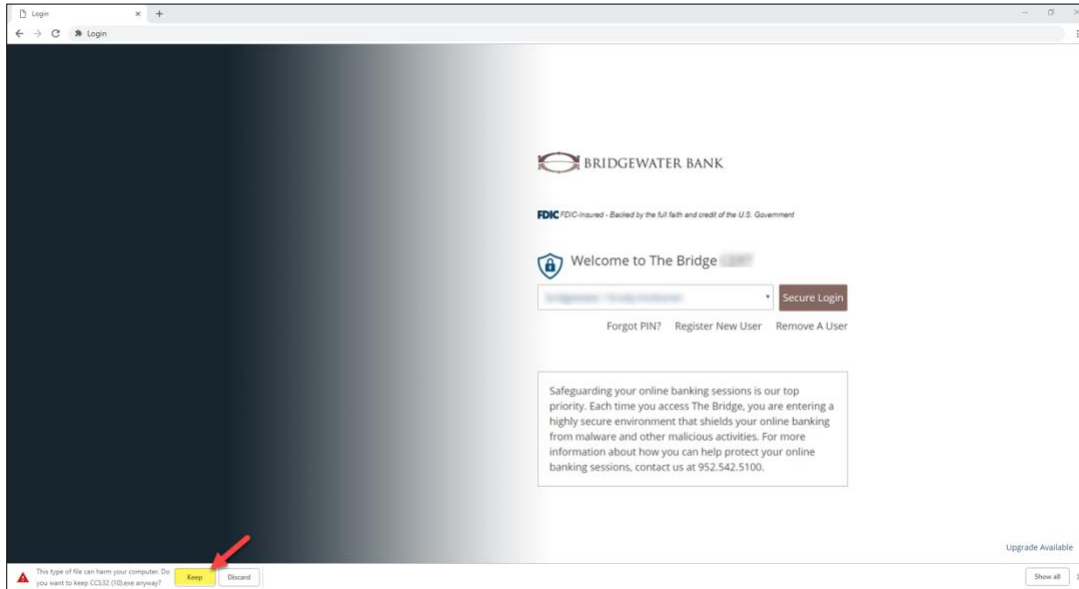 Login
Login
BRIDGEWATER BANK
FDIC FDIC-Insured - Backed by the full faith and credit of the U.S. Government
Welcome to The Bridge
Secure Login
Forgot PIN? Register New User Remove A User
Safeguarding your online banking sessions is our top
priority. Each time you access The Bridge, you are entering a
highly secure environment that shields your online banking
from malware and other malicious activities. For more
information about how you can help protect your online
banking sessions, contact us at 952.542.5100.
Upgrade Available
This type of file can harm your computer. Do
you want to keep CCS32 (10).exe anyway?
Keep
Discard
Show all